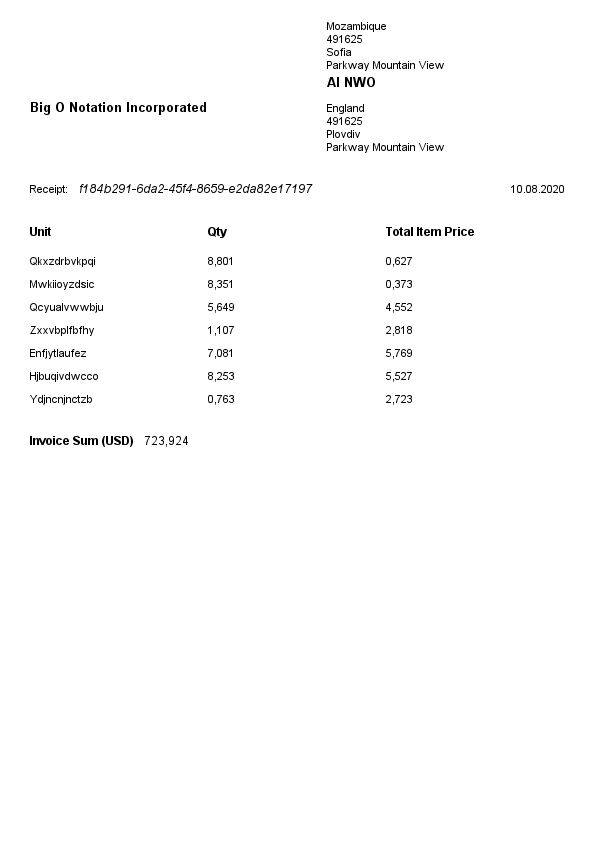 Mozambique
491625
Sofia
Parkway Mountain View
AI NWO
Big O Notation Incorporated
England
491625
Plovdiv
Parkway Mountain View
Receipt: f184b291-6da2-45f4-8659-e2da82e17197 10.08.2020
Unit Qty Total Item Price
Qkxzdrbvkpqi 8,801 0,627
Mwkiioyzdsic 8,351 0,373
Qcyualvwwbju 5,649 4,552
Zxxvbplfbfhy 1,107 2,818
Enfjytlaufez 7,081 5,769
Hjbuqivdwcco 8,253 5,527
Ydjncnjnctzb 0,763 2,723
Invoice Sum (USD) 723,924